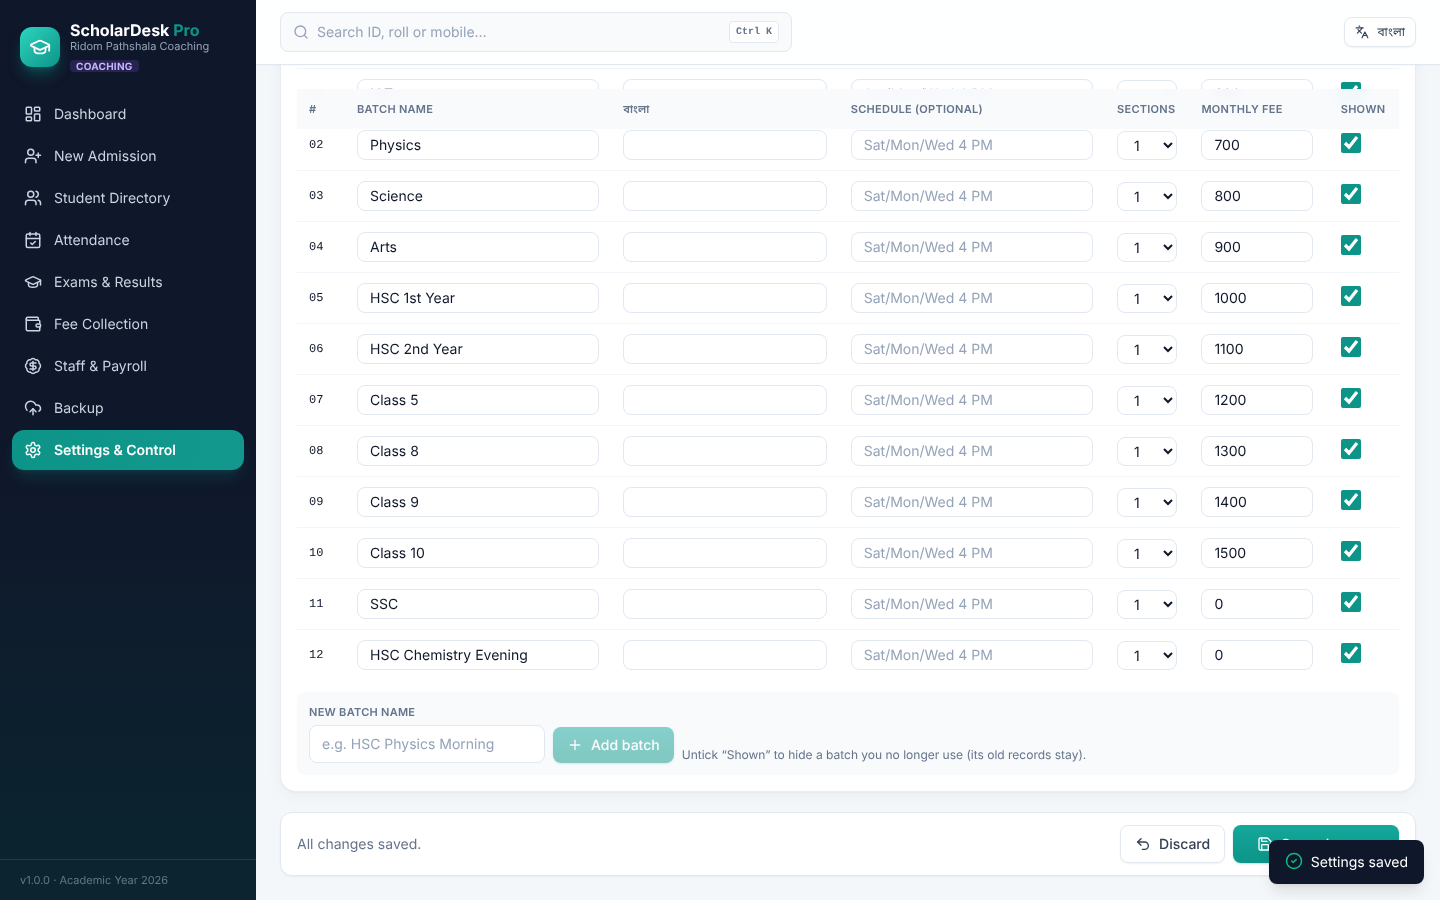 ScholarDesk Pro
Ridom Pathshala Coaching
COACHING
Dashboard
New Admission
Student Directory
Attendance
Exams & Results
Fee Collection
Staff & Payroll
Backup
Settings & Control
v1.0.0 · Academic Year 2026
Search ID, roll or mobile...
Ctrl K
বাংলা
# BATCH NAME বাংলা SCHEDULE (OPTIONAL) SECTIONS MONTHLY FEE SHOWN
02 Physics Sat/Mon/Wed 4 PM 1 700
03 Science Sat/Mon/Wed 4 PM 1 800
04 Arts Sat/Mon/Wed 4 PM 1 900
05 HSC 1st Year Sat/Mon/Wed 4 PM 1 1000
06 HSC 2nd Year Sat/Mon/Wed 4 PM 1 1100
07 Class 5 Sat/Mon/Wed 4 PM 1 1200
08 Class 8 Sat/Mon/Wed 4 PM 1 1300
09 Class 9 Sat/Mon/Wed 4 PM 1 1400
10 Class 10 Sat/Mon/Wed 4 PM 1 1500
11 SSC Sat/Mon/Wed 4 PM 1 0
12 HSC Chemistry Evening Sat/Mon/Wed 4 PM 1 0
NEW BATCH NAME
e.g. HSC Physics Morning
Add batch
Untick “Shown” to hide a batch you no longer use (its old records stay).
All changes saved.
Discard
Settings saved